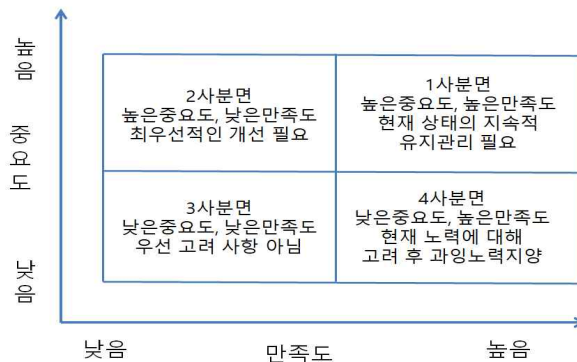 높음
중요도
낮음
2사분면
높은중요도, 낮은만족도
최우선적인 개선 필요
1사분면
높은중요도, 높은만족도
현재 상태의 지속적
유지관리 필요
3사분면
낮은중요도, 낮은만족도
우선 고려 사항 아님
4사분면
낮은중요도, 높은만족도
현재 노력에 대해
고려 후 과잉노력지양
낮음
만족도
높음